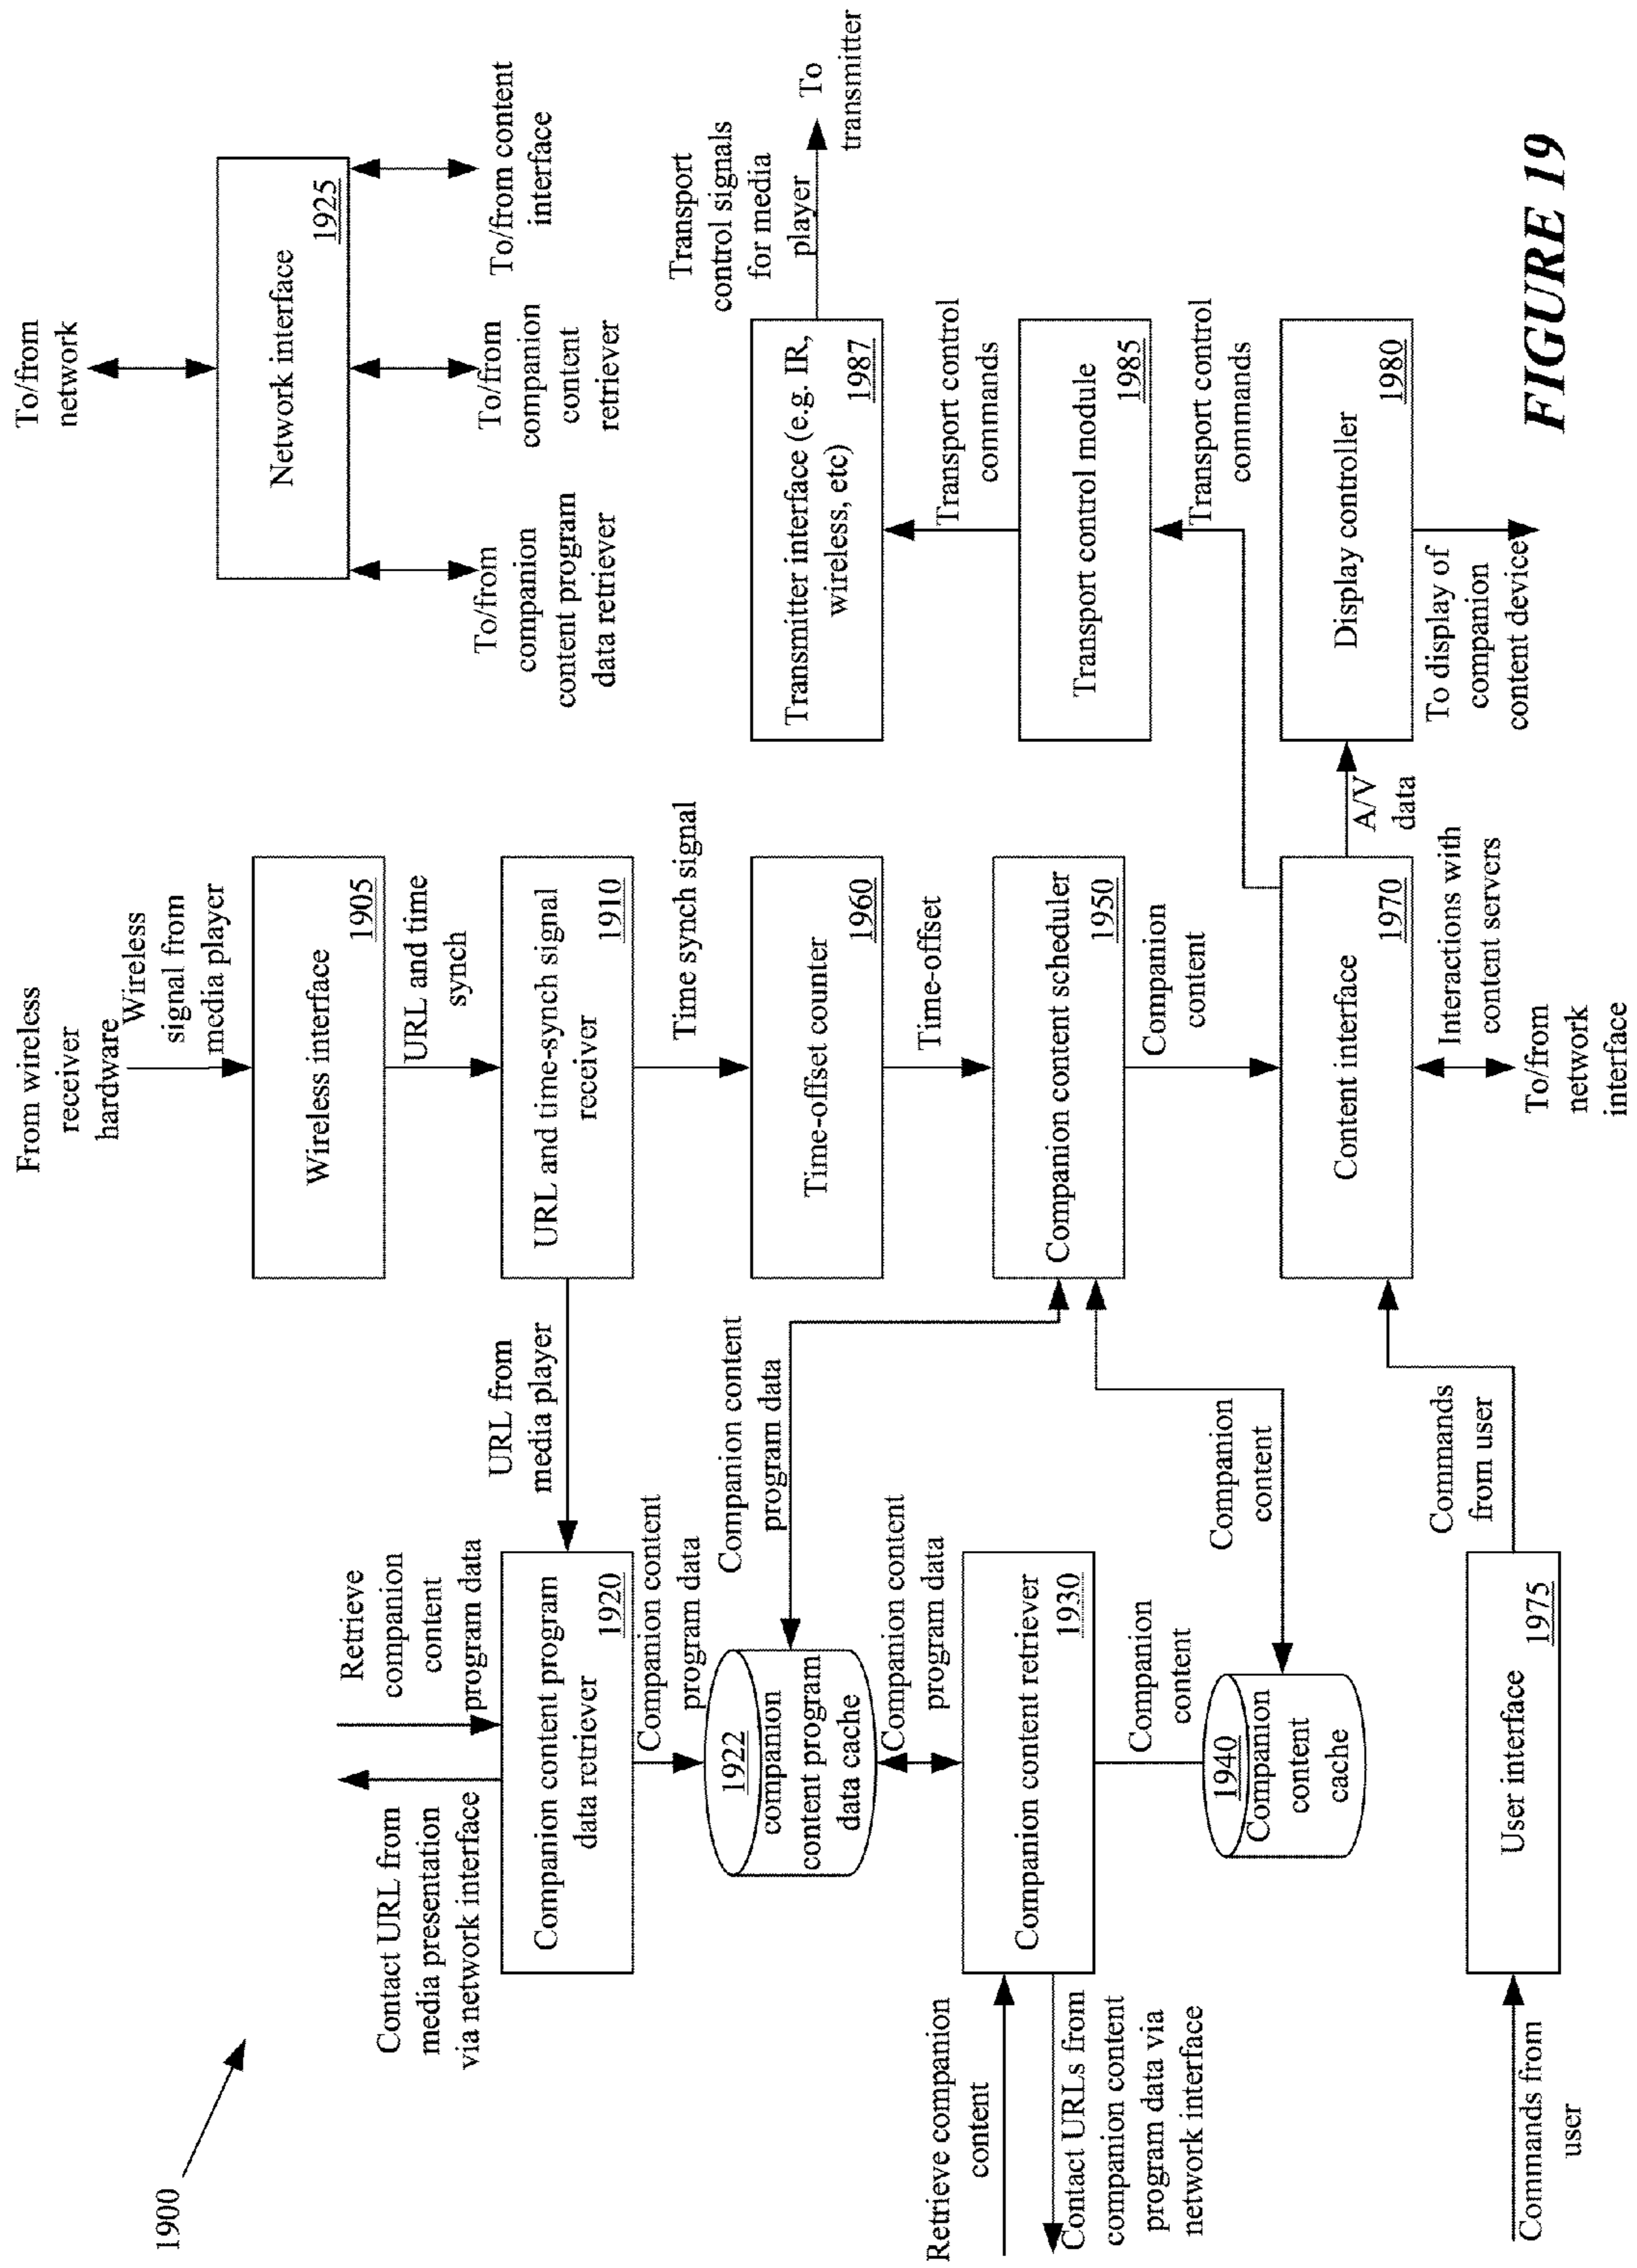 1900
Contact URL from
media presentation
via network interface
Retrieve
companion
content
program data
Companion content program
data retriever
1920
URL from
media player
Companion content
program data
1922
companion
content program
data cache
Companion content
program data
Companion content
program data
Retrieve companion
content
Contact URLs from
companion content
program data via
network interface
Companion content retriever
1930
Companion
content
1940
Companion
content
cache
Companion
content
Commands from
user
User interface
1975
Commands
from user
From wireless
receiver
hardware
Wireless
signal from
media player
Wireless interface
1905
URL and time
synch
URL and time-synch signal
receiver
1910
Time synch signal
Time-offset counter
1960
Time-offset
Companion content scheduler
1950
Companion
content
Content interface
1970
Interactions with
content servers
To/from
network
interface
A/V
data
To/from
network
Network interface
1925
To/from
companion
content program
data retriever
To/from
companion
content
retriever
To/from content
interface
Transport
control signals
for media
player
To
transmitter
Transmitter interface (e.g. IR,
wireless, etc)
1987
Transport control
commands
Transport control module
1985
Transport control
commands
Display controller
1980
To display of
companion
content device
FIGURE 19